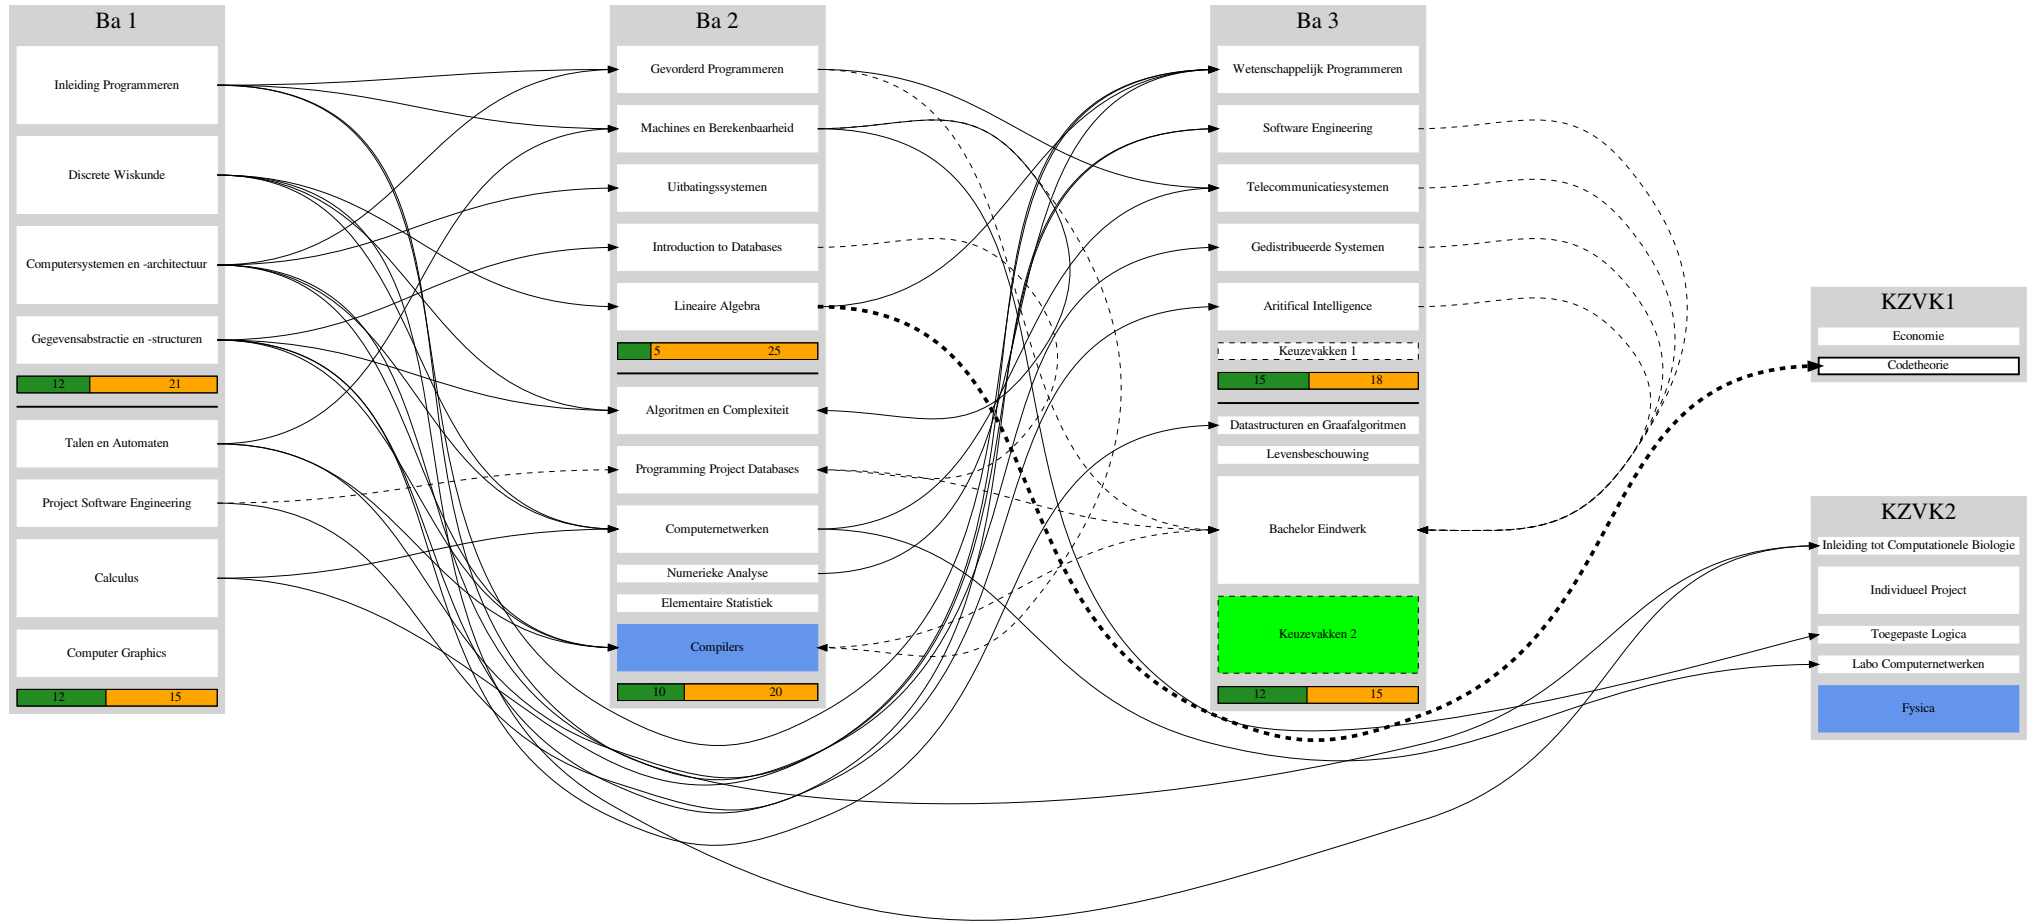 Ba 1
Inleiding Programmeren
Discrete Wiskunde
Computersystemen en -architectuur
Gegevensabstractie en -structuren
12 21
Talen en Automaten
Project Software Engineering
Calculus
Computer Graphics
12 15
Ba 2
Gevorderd Programmeren
Machines en Berekenbaarheid
Uitbatingssystemen
Introduction to Databases
Lineaire Algebra
5 25
Algoritmen en Complexiteit
Programming Project Databases
Computernetwerken
Numerieke Analyse
Elementaire Statistiek
Compilers
10 20
Ba 3
Wetenschappelijk Programmeren
Software Engineering
Telecommunicatiesystemen
Gedistribueerde Systemen
Aritifical Intelligence
Keuzevakken 1
15 18
Datastructuren en Graafalgoritmen
Levensbeschouwing
Bachelor Eindwerk
Keuzevakken 2
12 15
KZVK1
Economie
Codetheorie
KZVK2
Inleiding tot Computationele Biologie
Individueel Project
Toegepaste Logica
Labo Computernetwerken
Fysica